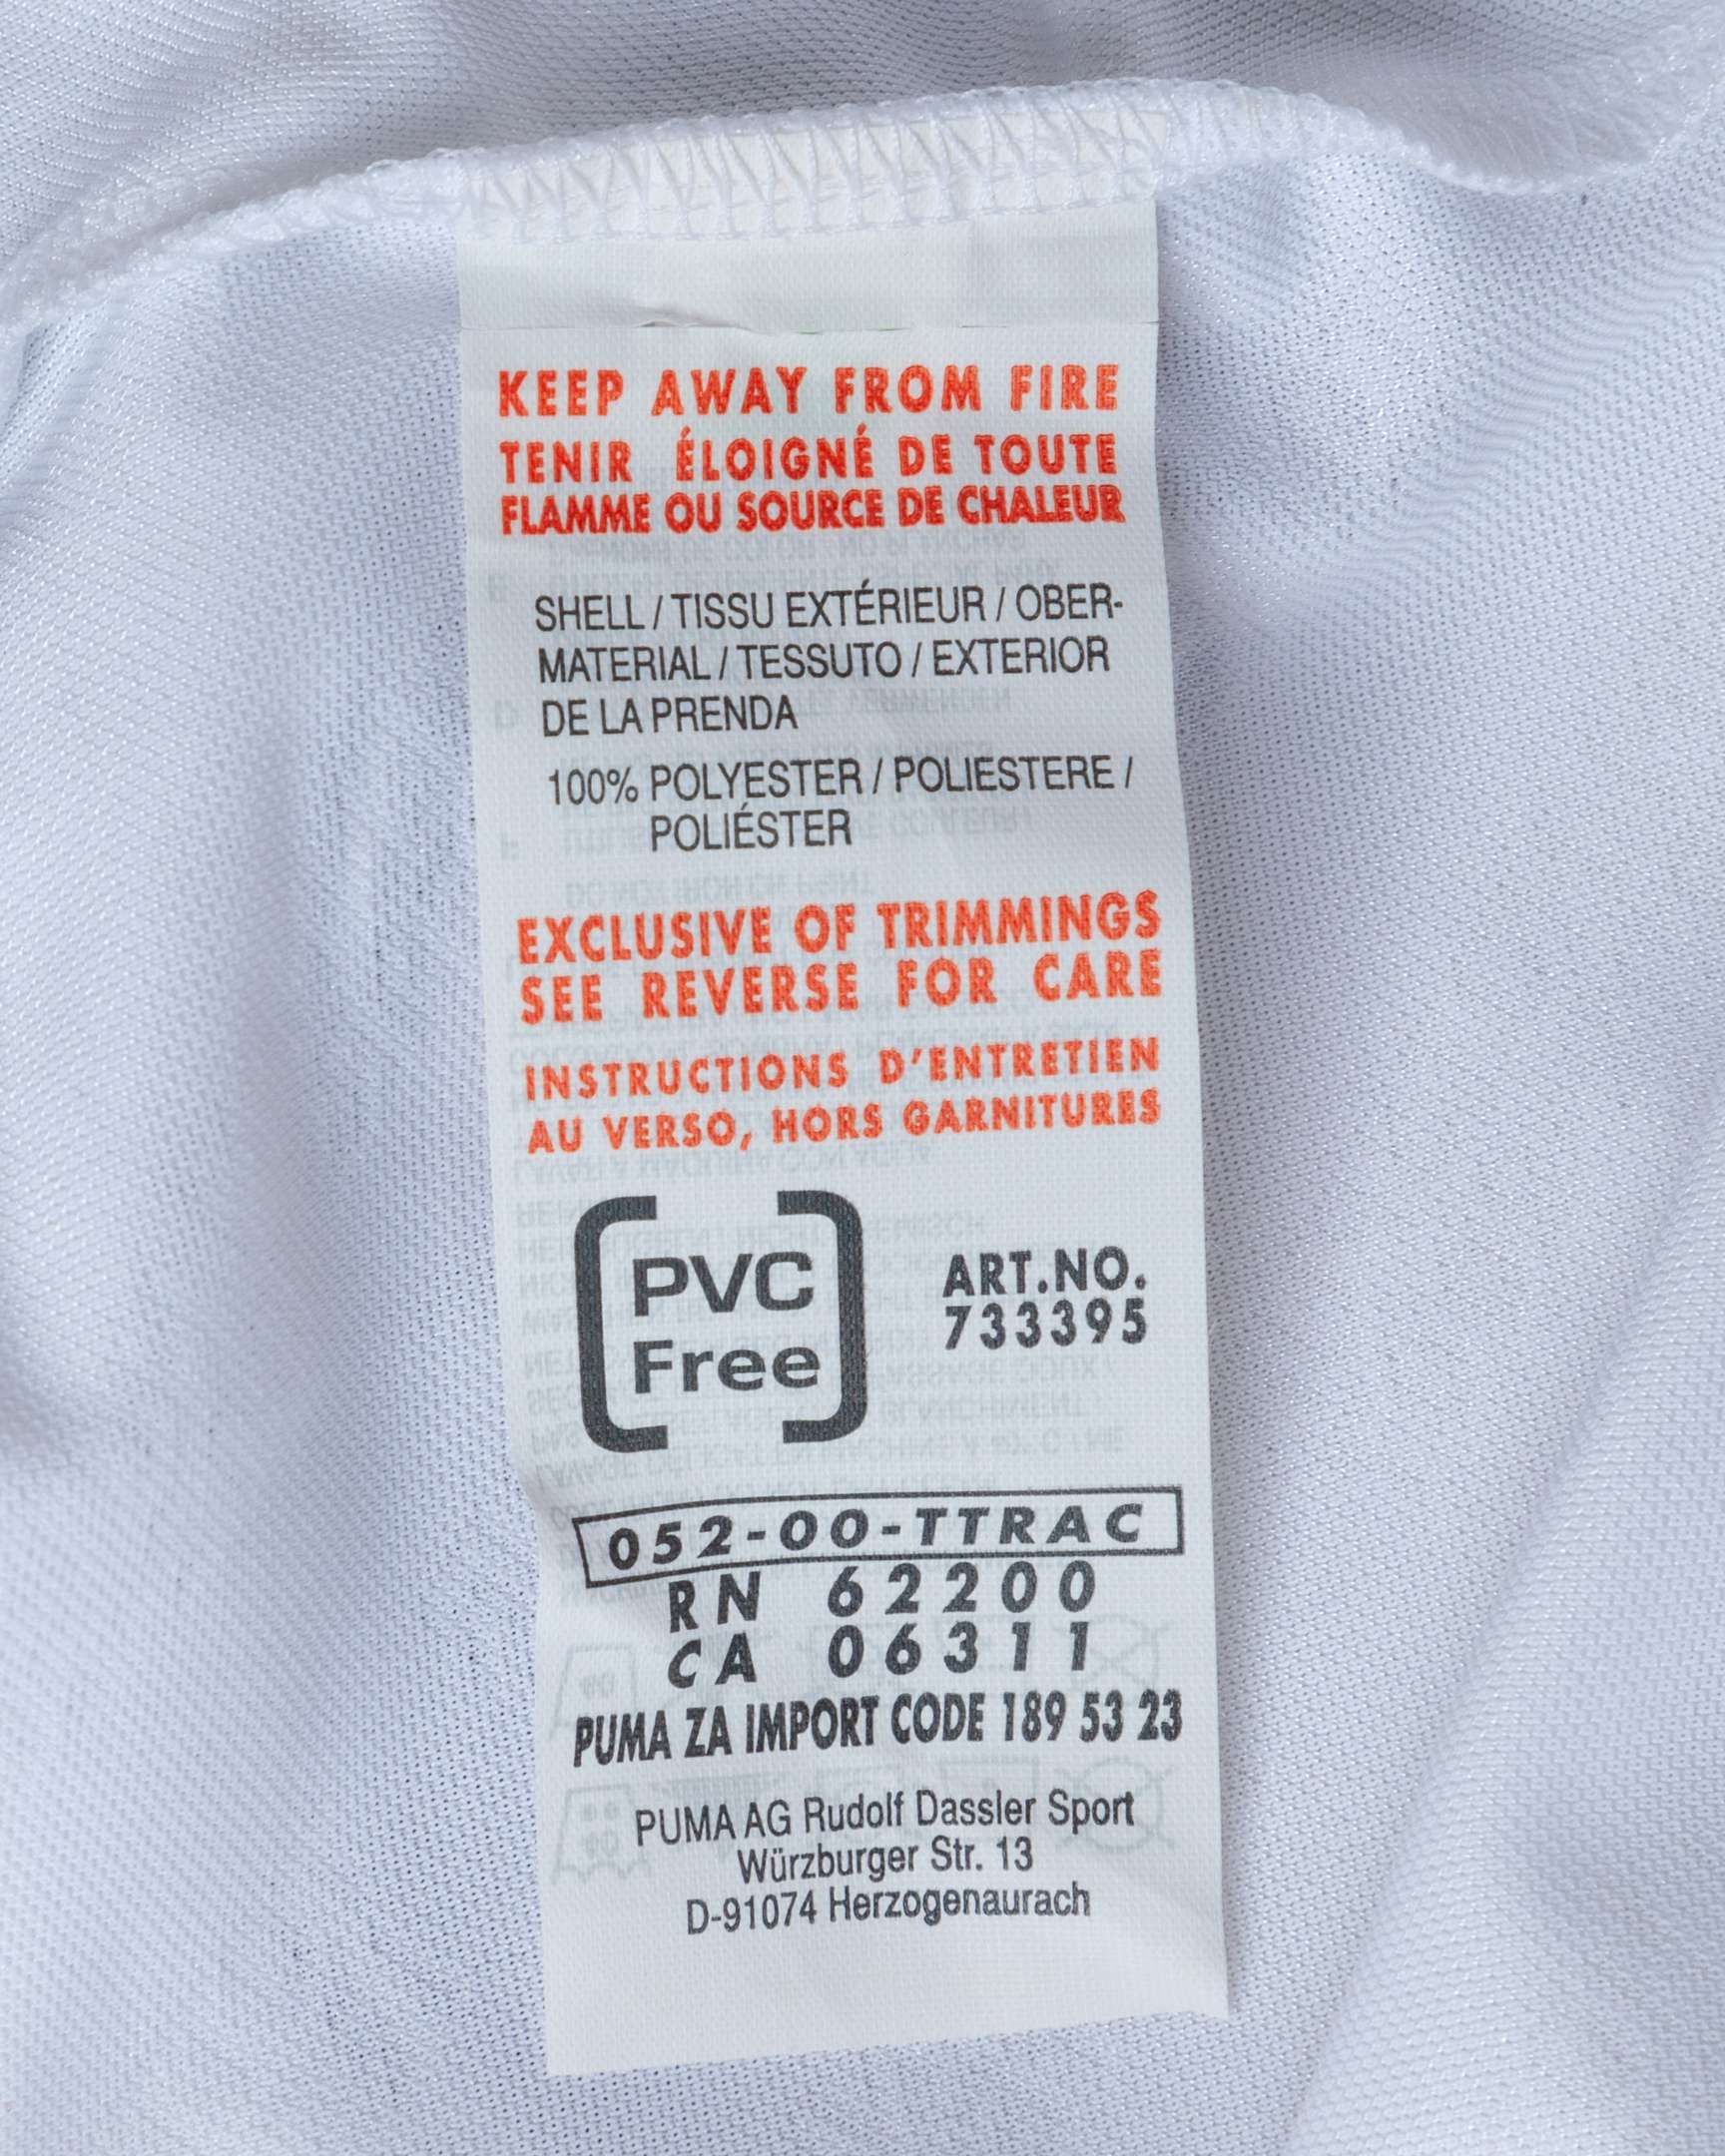 KEEP AWAY FROM FIRE
TENIR ÉLOIGNÉ DE TOUTE
FLAMME OU SOURCE DE CHALEUR
SHELL / TISSU EXTÉRIEUR / OBER-
MATERIAL / TESSUTO / EXTERIOR
DE LA PRENDA
100% POLYESTER / POLIESTERE /
POLIÉSTER
EXCLUSIVE OF TRIMMINGS
SEE REVERSE FOR CARE
INSTRUCTIONS D'ENTRETIEN
AU VERSO, HORS GARNITURES
PVC
Free
ART.NO.
733395
052-00-TTRAC
RN 62200
CA 06311
PUMA ZA IMPORT CODE 189 53 23
PUMA AG Rudolf Dassler Sport
Würzburger Str. 13
D-91074 Herzogenaurach